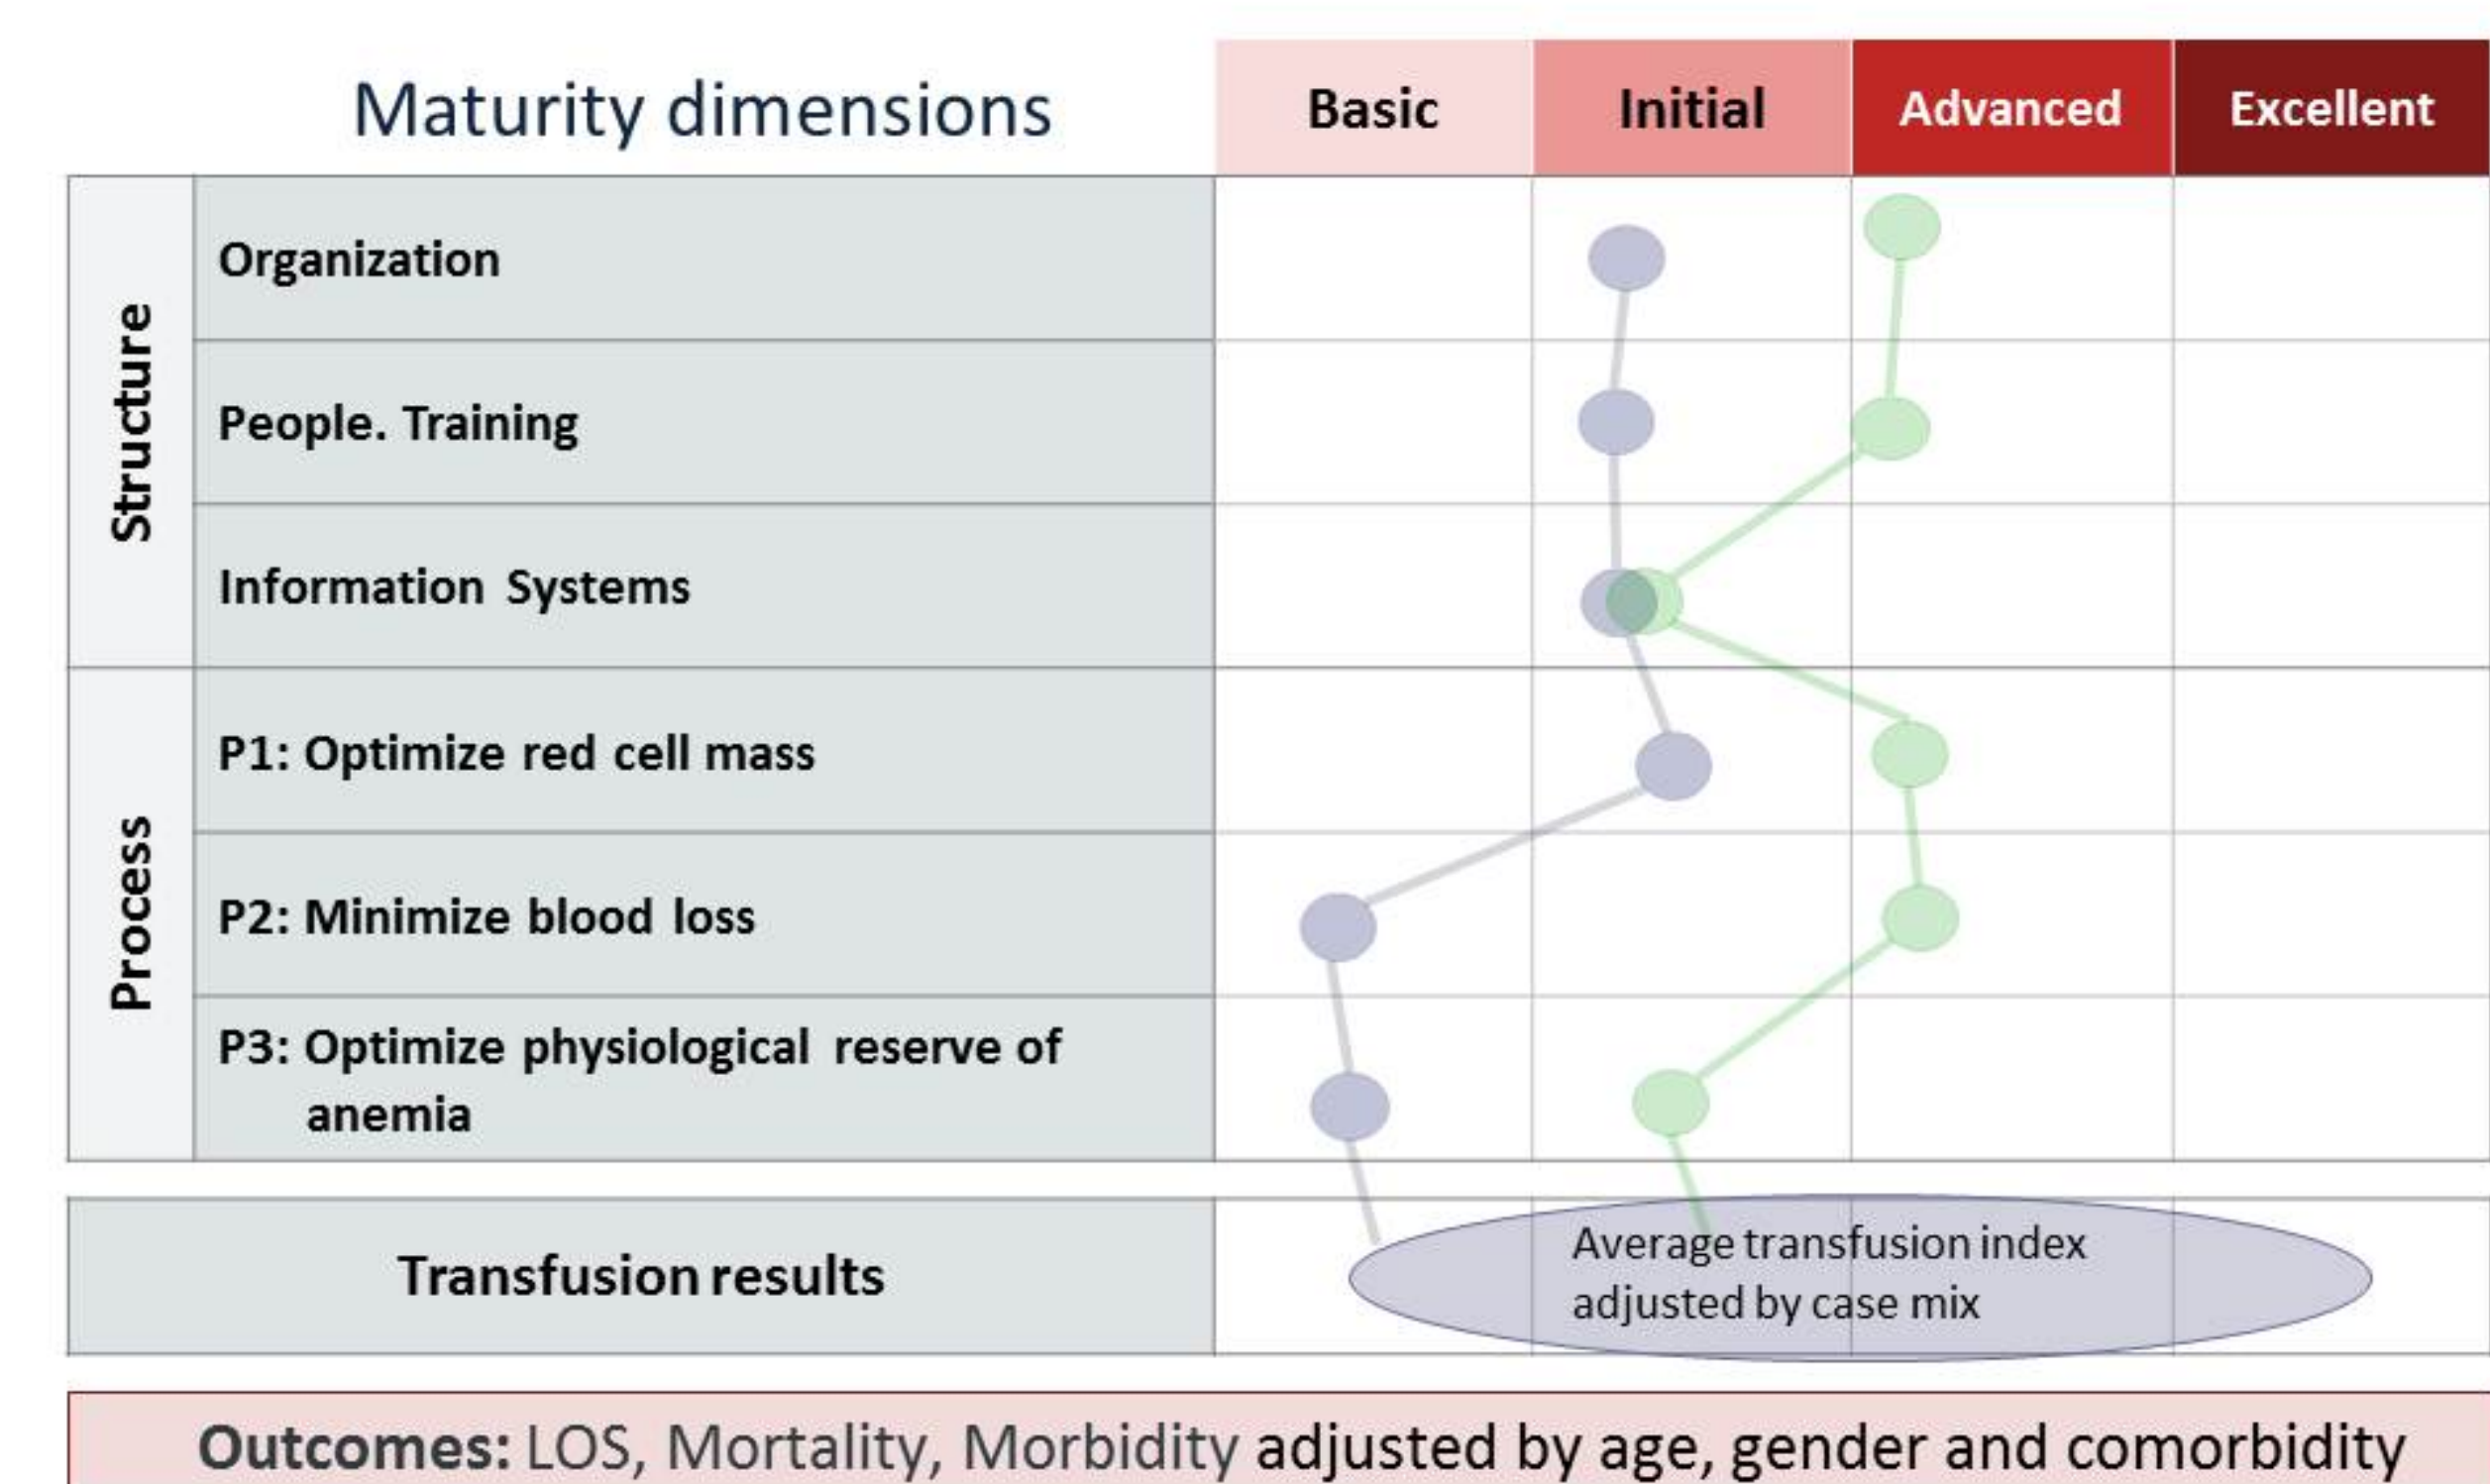 Maturity dimensions
Basic
Initial
Advanced
Excellent
Structure
Organization
People. Training
Information Systems
Process
P1: Optimize red cell mass
P2: Minimize blood loss
P3: Optimize physiological reserve of
anemia
Transfusion results
Average transfusion index
adjusted by case mix
Outcomes: LOS, Mortality, Morbidity adjusted by age, gender and comorbidity